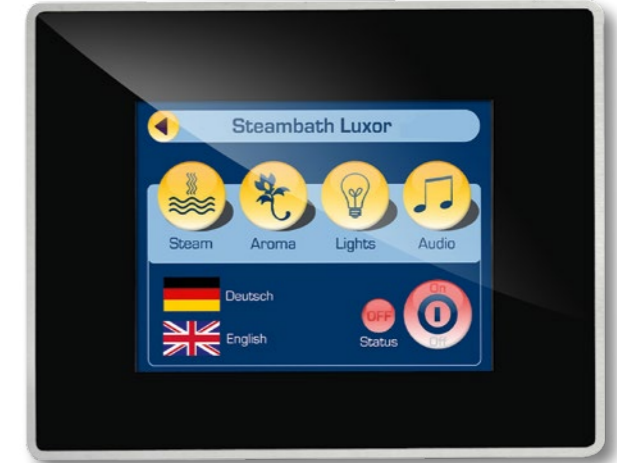 Steambath Luxor
Steam Aroma Lights Audio
Deutsch
English
OFF
Status
On
Off